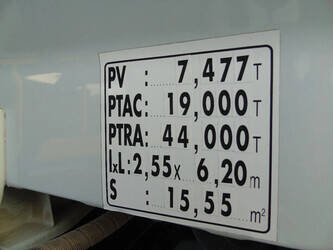 PV : 7,477 T
PTAC : 19,000 T
PTRA : 44,000 T
lxL : 2,55 x 6,20 m
S : 15,55 m²